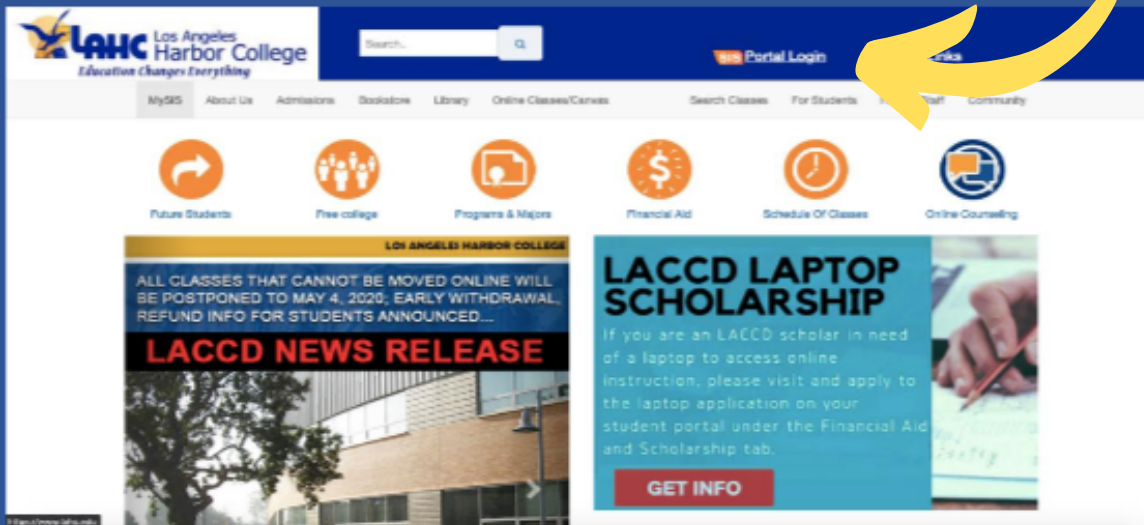 LAHC Los Angeles
Harbor College
Education Changes Everything
Search..
SIS Portal Login
MySIS About Us Admissions Bookstore Library Online Classes/Canvas Search Classes For Students Staff Community
Future Students Free college Programs & Majors Financial Aid Schedule Of Classes Online Counseling
LOS ANGELES HARBOR COLLEGE
ALL CLASSES THAT CANNOT BE MOVED ONLINE WILL
BE POSTPONED TO MAY 4, 2020; EARLY WITHDRAWAL,
REFUND INFO FOR STUDENTS ANNOUNCED...
LACCD NEWS RELEASE
LACCD LAPTOP
SCHOLARSHIP
If you are an LACCD scholar in need
of a laptop to access online
instruction, please visit and apply to
the laptop application on your
student portal under the Financial Aid
and Scholarship tab.
GET INFO